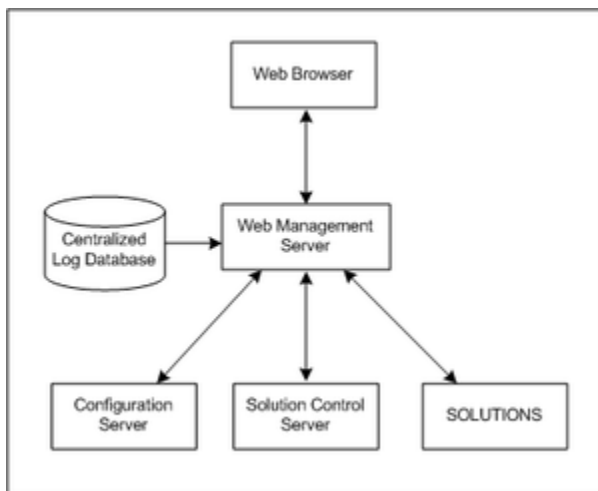 Web Browser
Web Management
Server
Centralized
Log Database
Configuration
Server
Solution Control
Server
SOLUTIONS